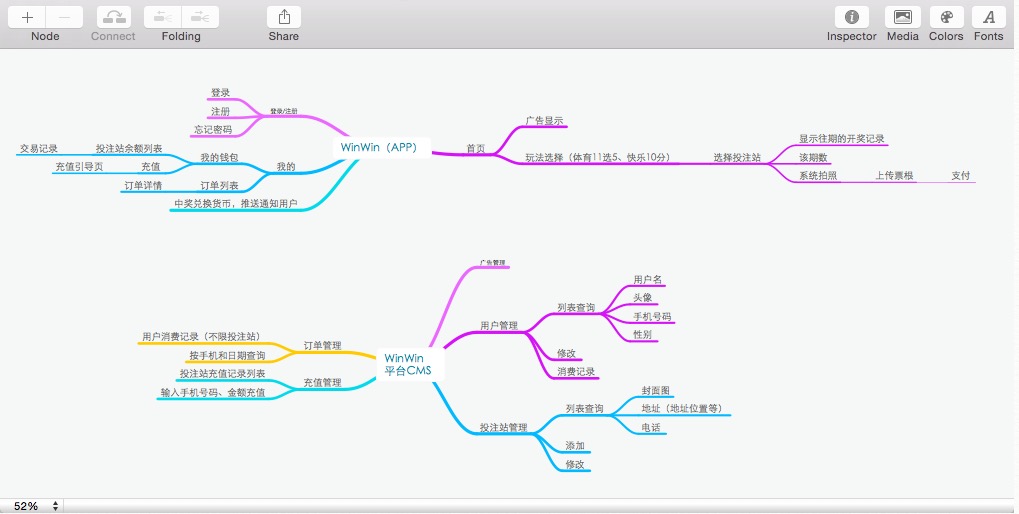 Node
Connect
Folding
Share
Inspector
Media
Colors
Fonts
登录
注册
忘记密码
登录/注册
交易记录
投注站余额列表
充值引导页
充值
我的钱包
订单详情
订单列表
我的
中奖兑换货币，推送通知用户
WinWin（APP）
首页
广告显示
玩法选择（体育11选5、快乐10分）
选择投注站
显示往期的开奖记录
该期数
系统拍照
上传票根
支付
用户消费记录（不限投注站）
按手机和日期查询
订单管理
投注站充值记录列表
输入手机号码、金额充值
充值管理
WinWin
平台CMS
广告管理
用户管理
列表查询
用户名
头像
手机号码
性别
修改
消费记录
投注站管理
列表查询
封面图
地址（地址位置等）
电话
添加
修改
52%